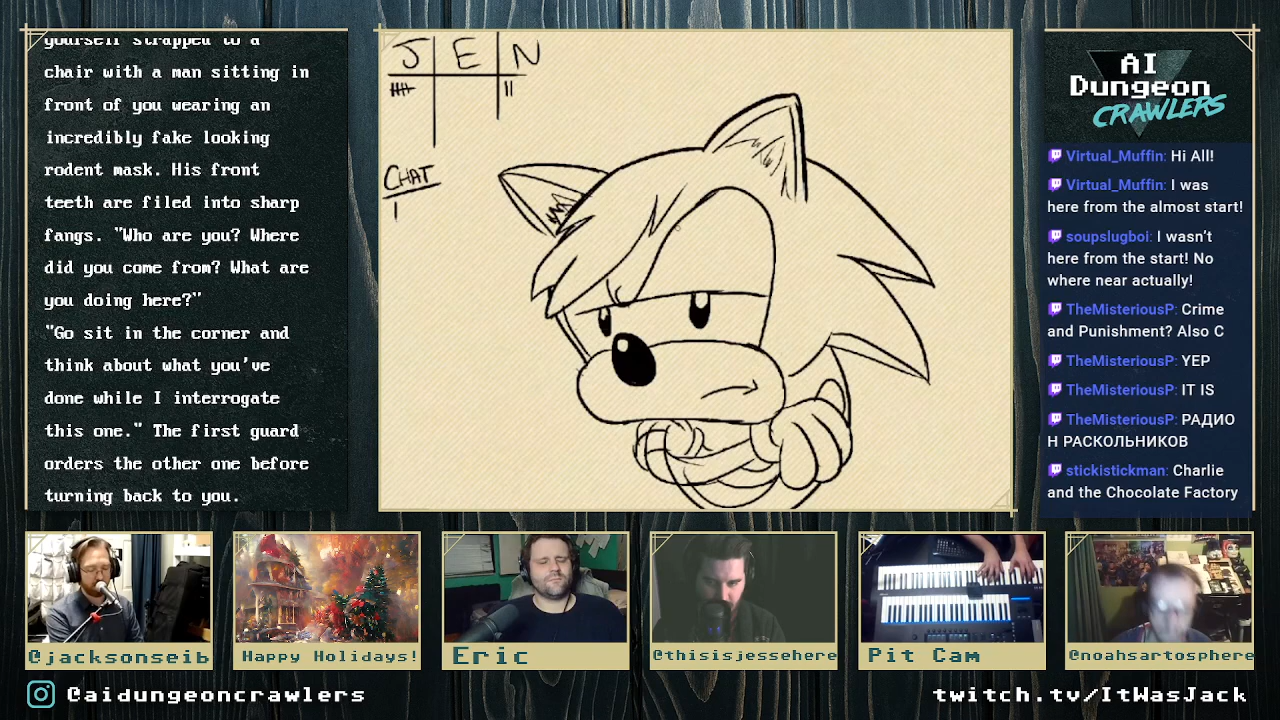 yourself strapped to a
chair with a man sitting in
front of you wearing an
incredibly fake looking
rodent mask. His front
teeth are filed into sharp
fangs. "Who are you? Where
did you come from? What are
you doing here?"
"Go sit in the corner and
think about what you've
done while I interrogate
this one." The first guard
orders the other one before
turning back to you.
J E N
CHAT
AI
Dungeon
CRAWLERS
Virtual_Muffin: Hi All!
Virtual_Muffin: I was
here from the almost start!
soupslugboi: I wasn't
here from the start! No
where near actually!
TheMisteriousP: Crime
and Punishment? Also C
TheMisteriousP: YEP
TheMisteriousP: IT IS
TheMisteriousP: РАДИО
Н РАСКОЛЬНИКОВ
stickistickman: Charlie
and the Chocolate Factory
@jacksonseib
Happy Holidays!
Eric
@thisisjessehere
Pit Cam
@noahsartosphere
@aidungeoncrawlers
twitch.tv/ItWasJack